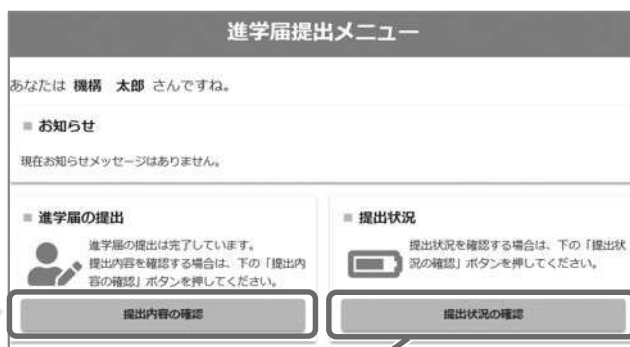 進学届提出メニュー
あなたは 機構 太郎 さんですね。
■ お知らせ
現在お知らせメッセージはありません。
■ 進学届の提出
進学届の提出は完了しています。
提出内容を確認する場合は、下の「提出内
容の確認」ボタンを押してください。
提出内容の確認
■ 提出状況
提出状況を確認する場合は、下の「提出状
況の確認」ボタンを押してください。
提出状況の確認